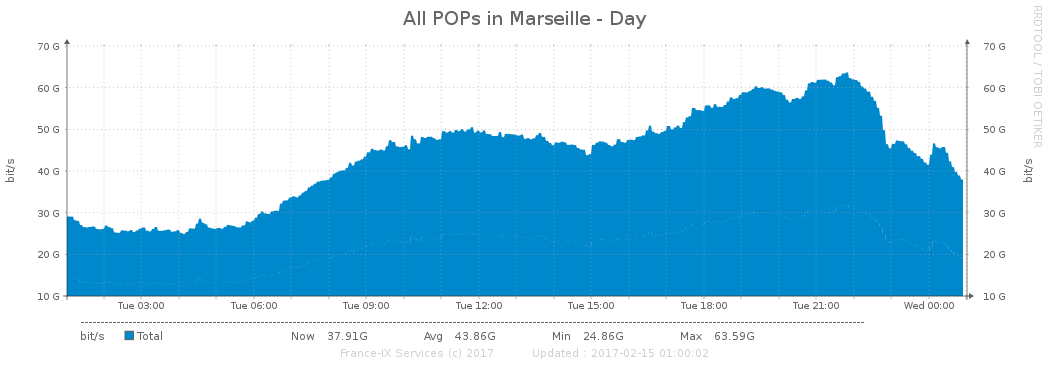 All POPs in Marseille - Day
RRDTOOL / TOBI OETIKER
70 G 70 G
60 G 60 G
50 G 50 G
40 G 40 G
30 G 30 G
20 G 20 G
10 G 10 G
bit/s bit/s
Tue 03:00 Tue 06:00 Tue 09:00 Tue 12:00 Tue 15:00 Tue 18:00 Tue 21:00 Wed 00:00
bit/s Total Now 37.91G Avg 43.86G Min 24.86G Max 63.59G
France-IX Services (c) 2017 Updated : 2017-02-15 01:00:02